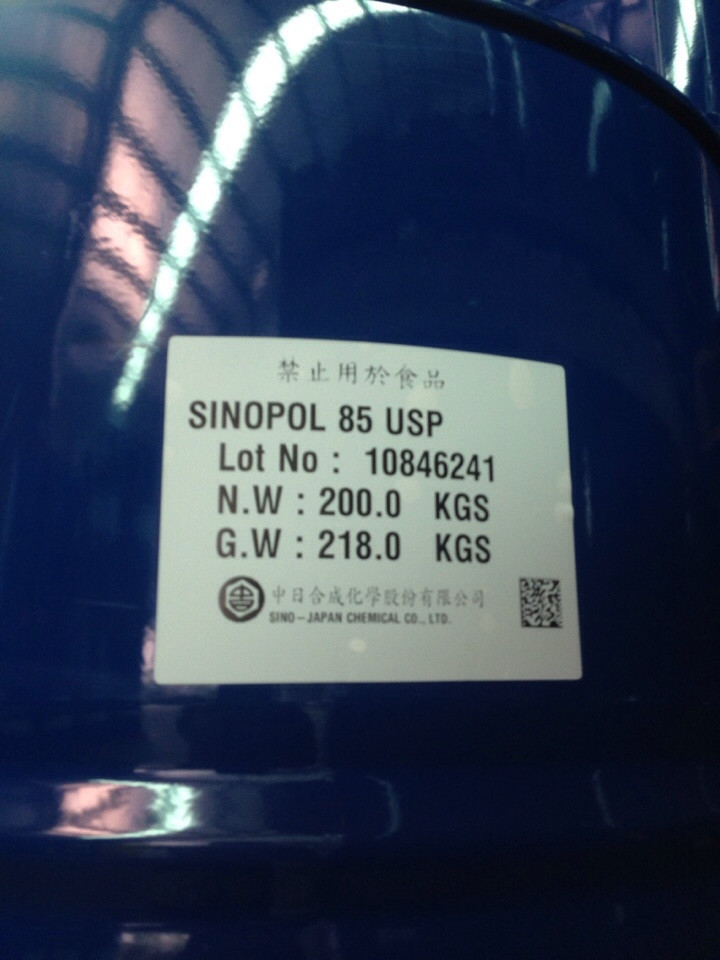 禁止用於食品
SINOPOL 85 USP
Lot No : 10846241
N.W : 200.0 KGS
G.W : 218.0 KGS
中日合成化學股份有限公司
SINO-JAPAN CHEMICAL CO., LTD.